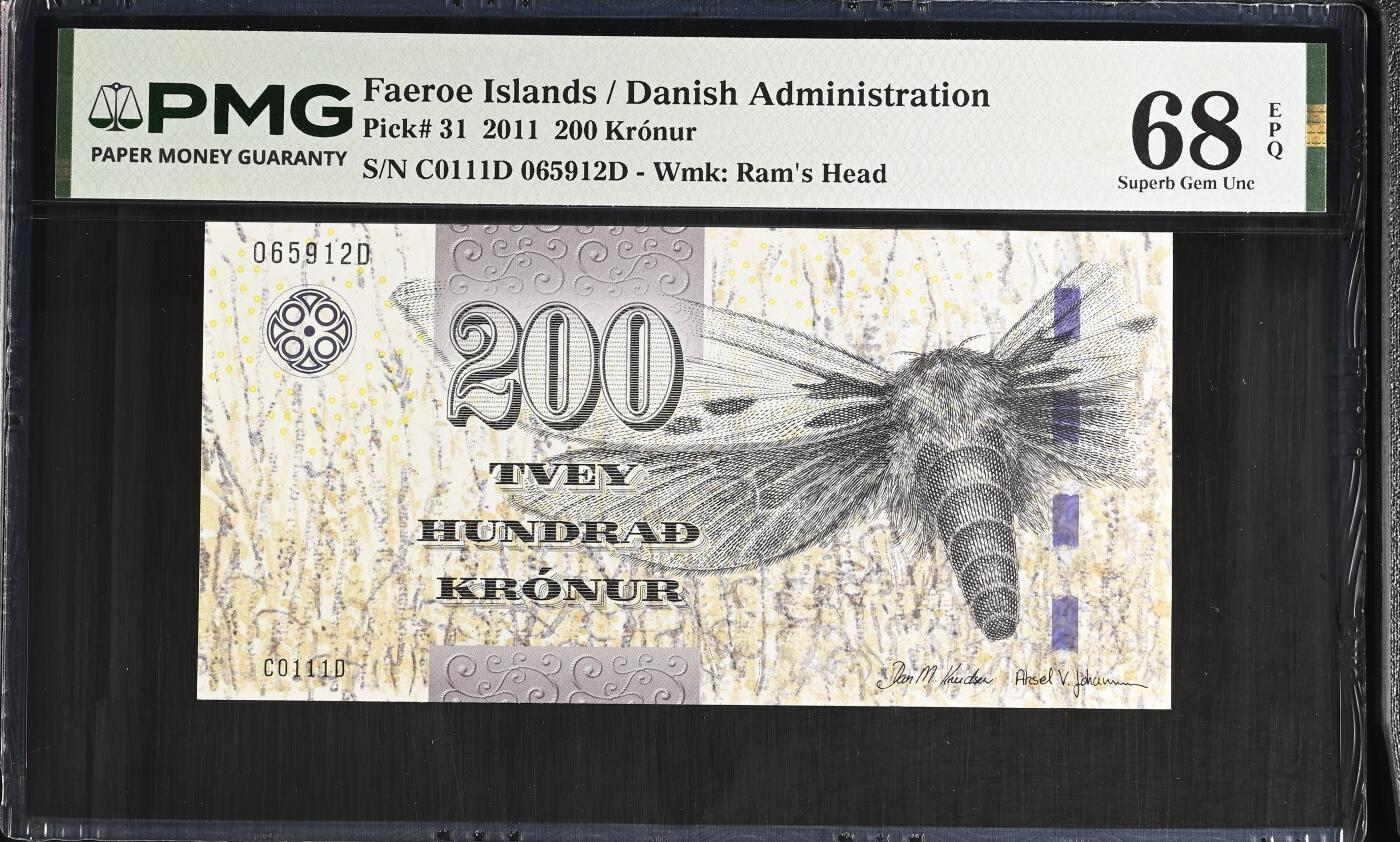 PMG
PAPER MONEY GUARANTY
Faeroe Islands / Danish Administration
Pick# 31 2011 200 Krónur
S/N C0111D 065912D - Wmk: Ram's Head
68
EPQ
Superb Gem Unc
065912D
200
TVEY
HUNDRAÐ
KRÓNUR
C0111D